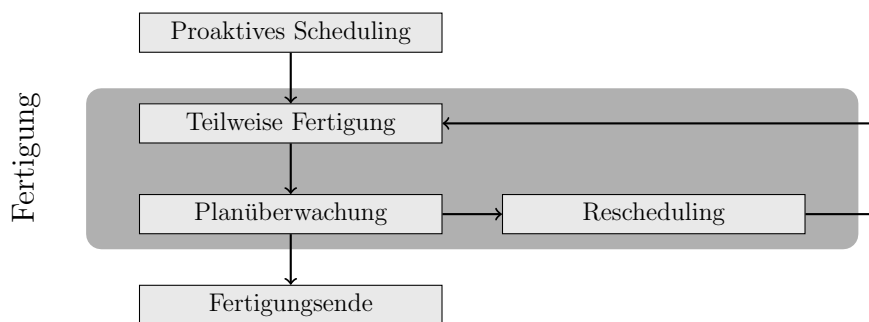 Proaktives Scheduling
Fertigung
Teilweise Fertigung
Planüberwachung
Rescheduling
Fertigungsende